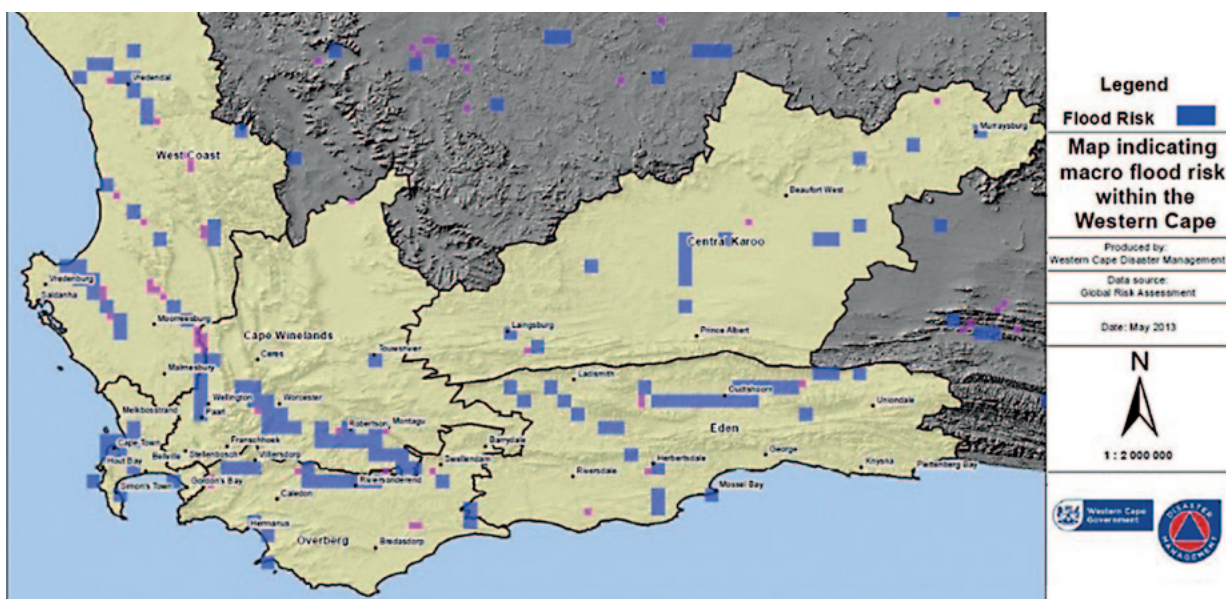 Vredendal
West Coast
Murraysburg
Beaufort West
Central Karoo
Vredenburg
Saldanha
Moorreesburg
Cape Winelands
Laingsburg
Prince Albert
Ceres
Touwsrivier
Malmesbury
Ladismith
Wellington
Worcester
Oudtshoorn
Uniondale
Melkbosstrand
Paarl
Robertson
Montagu
Eden
Cape Town
Franschhoek
Barrydale
Bellville
Stellenbosch
Villiersdorp
George
Hout Bay
Swellendam
Herbertsdale
Knysna
Plettenberg Bay
Simon's Town
Gordon's Bay
Riviersonderend
Riversdale
Caledon
Mossel Bay
Hermanus
Overberg
Bredasdorp
Legend
Flood Risk
Map indicating
macro flood risk
within the
Western Cape
Produced by:
Western Cape Disaster Management
Data source:
Global Risk Assessment
Date: May 2013
N
1 : 2 000 000
Western Cape
Government
DISASTER
MANAGEMENT